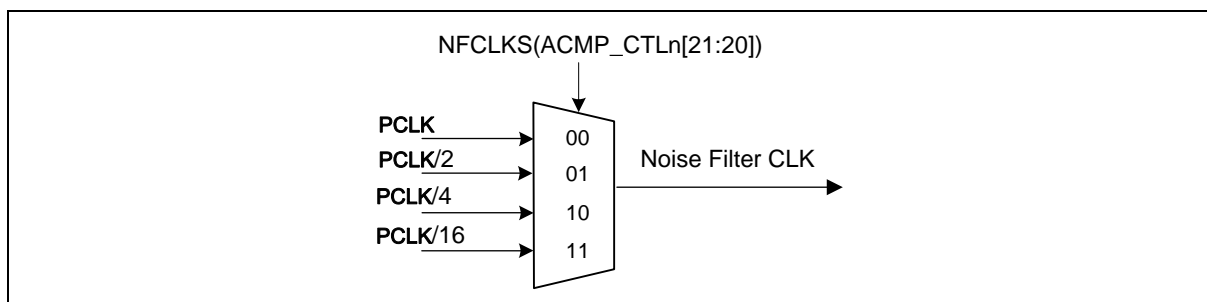 NFCLKS(ACMP_CTLn[21:20])
PCLK
00
PCLK/2
01
Noise Filter CLK
PCLK/4
10
PCLK/16
11